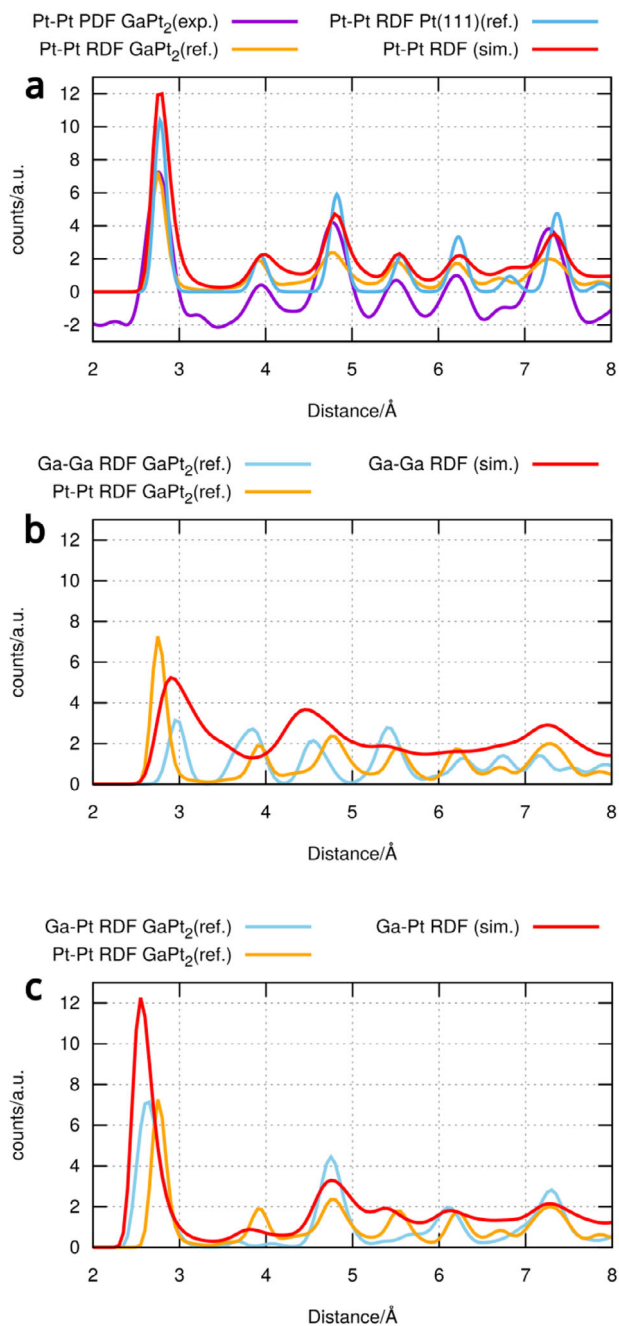 Pt-Pt PDF GaPt2(exp.) Pt-Pt RDF Pt(111)(ref.)
Pt-Pt RDF GaPt2(ref.) Pt-Pt RDF (sim.)
a
counts/a.u.
12
10
8
6
4
2
0
-2
2 3 4 5 6 7 8
Distance/Å
Ga-Ga RDF GaPt2(ref.) Ga-Ga RDF (sim.)
Pt-Pt RDF GaPt2(ref.)
b
counts/a.u.
12
10
8
6
4
2
0
2 3 4 5 6 7 8
Distance/Å
Ga-Pt RDF GaPt2(ref.) Ga-Pt RDF (sim.)
Pt-Pt RDF GaPt2(ref.)
c
counts/a.u.
12
10
8
6
4
2
0
2 3 4 5 6 7 8
Distance/Å